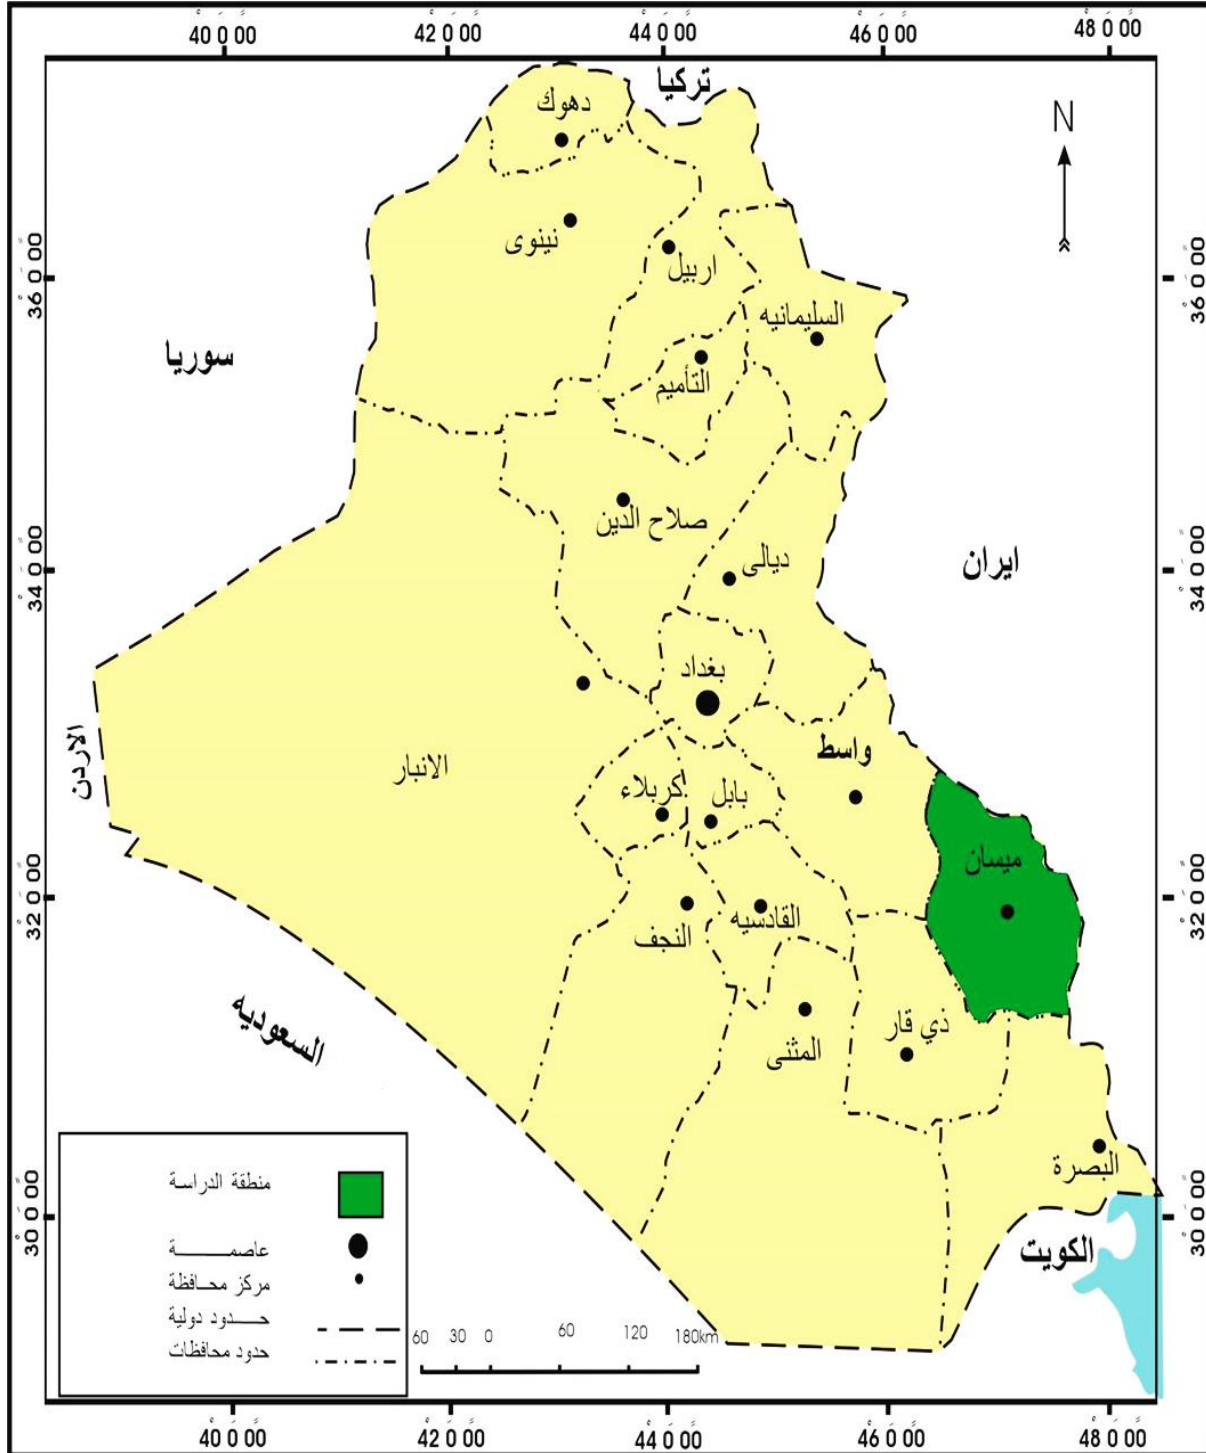 40 0 00 42 0 00 44 0 00 46 0 00 48 0 00
تركيا
N
دهوك
نينوى
اربيل
36 0 00
36 0 00
السليمانيه
سوريا
التأميم
صلاح الدين
ديالى
ايران
34 0 00
34 0 00
بغداد
الاردن
واسط
الانبار
كربلاء
بابل
ميسان
32 0 00
32 0 00
القادسيه
النجف
السعوديه
ذي قار
المثنى
البصرة
منطقة الدراسة
30 0 00
30 0 00
الكويت
عاصمـــــــــة
مركز محــافظة
حـــــدود دولية
حدود محافظات
60 30 0 60 120 180km
40 0 00 42 0 00 44 0 00 46 0 00 48 0 00